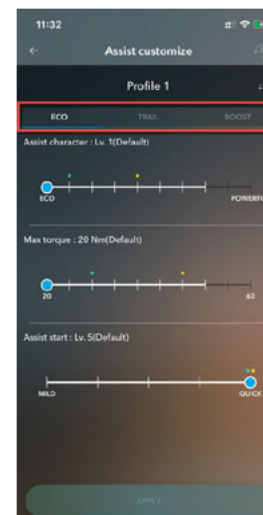 11:32
Assist customize
Profile 1
ECO TRAIL BOOST
Assist character : Lv. 1(Default)
ECO POWERFU
Max torque : 20 Nm(Default)
20 60
Assist start : Lv. 5(Default)
MILD QUICK
APPLY